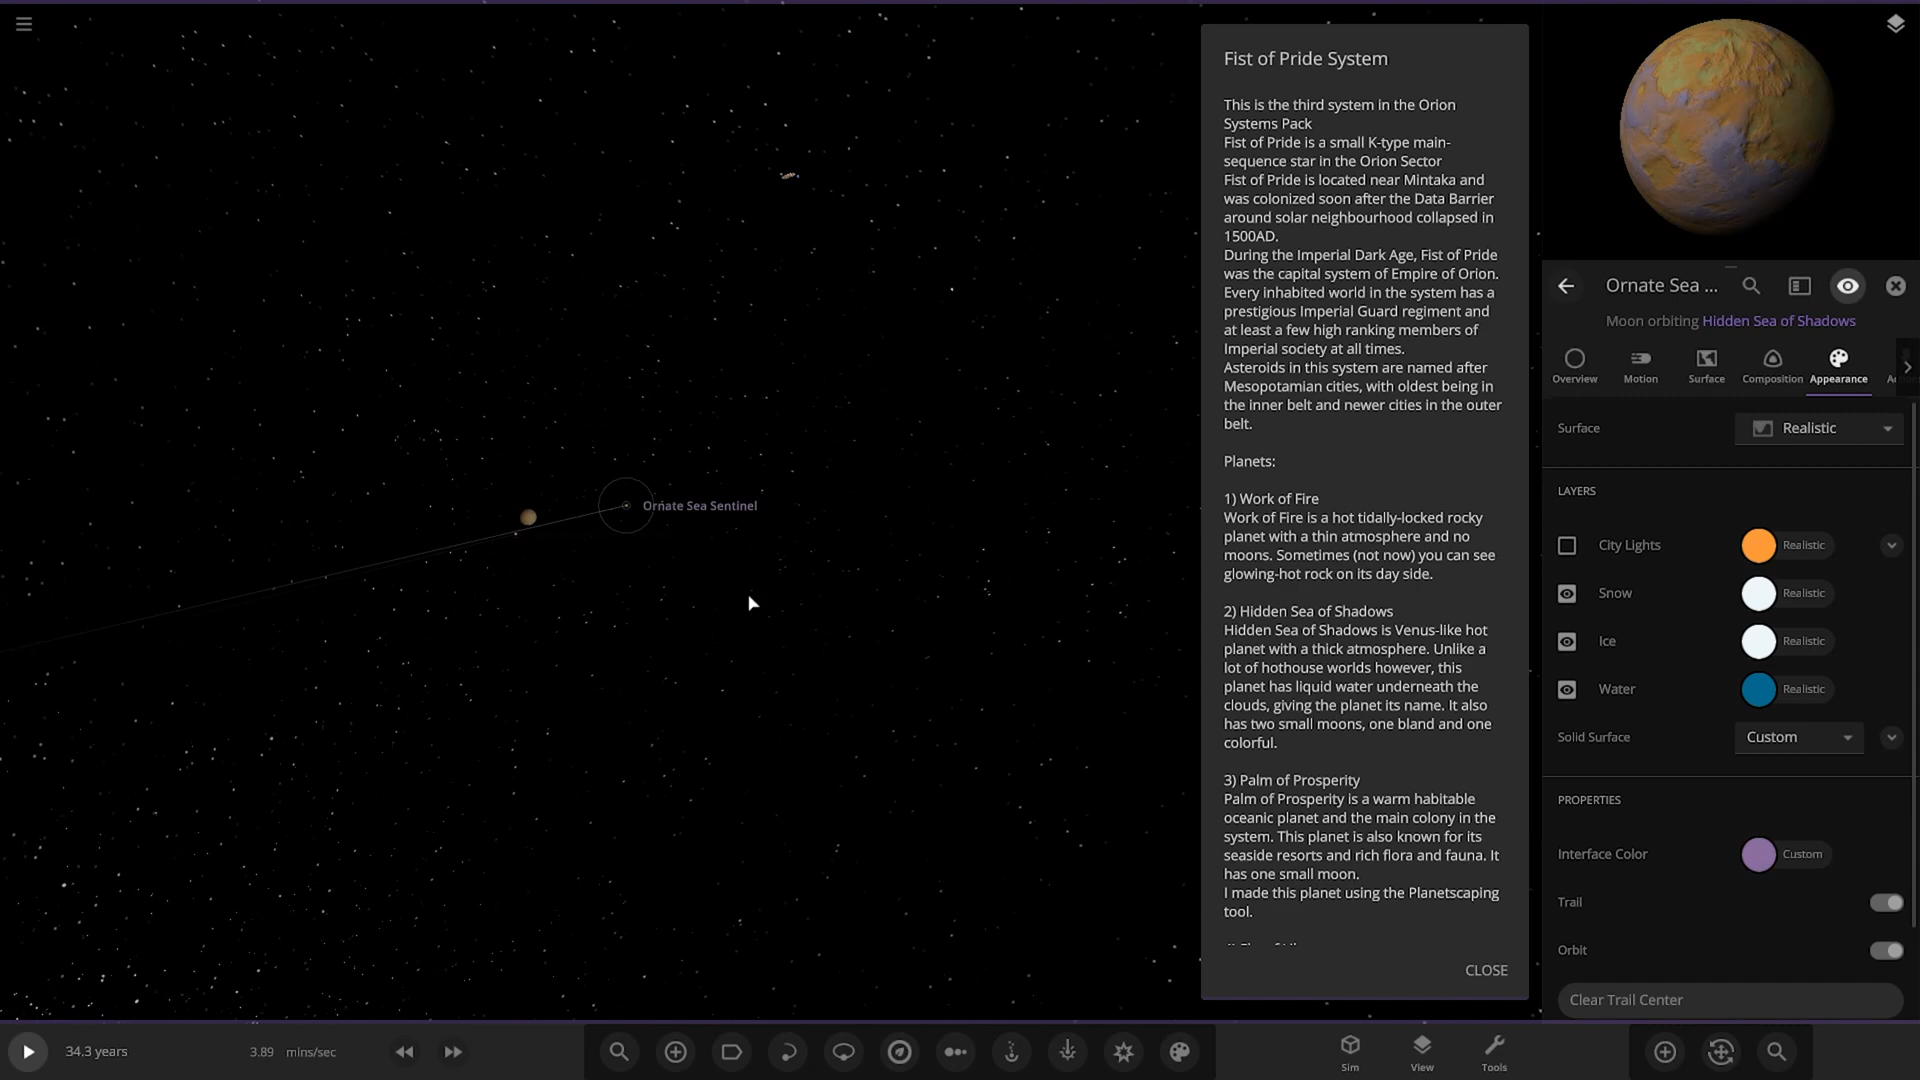 Fist of Pride System
This is the third system in the Orion
Systems Pack
Fist of Pride is a small K-type main-
sequence star in the Orion Sector
Fist of Pride is located near Mintaka and
was colonized soon after the Data Barrier
around solar neighbourhood collapsed in
1500AD.
During the Imperial Dark Age, Fist of Pride
was the capital system of Empire of Orion.
Every inhabited world in the system has a
prestigious Imperial Guard regiment and
at least a few high ranking members of
Imperial society at all times.
Asteroids in this system are named after
Mesopotamian cities, with oldest being in
the inner belt and newer cities in the outer
belt.
Planets:
1) Work of Fire
Work of Fire is a hot tidally-locked rocky
planet with a thin atmosphere and no
moons. Sometimes (not now) you can see
glowing-hot rock on its day side.
2) Hidden Sea of Shadows
Hidden Sea of Shadows is Venus-like hot
planet with a thick atmosphere. Unlike a
lot of hothouse worlds however, this
planet has liquid water underneath the
clouds, giving the planet its name. It also
has two small moons, one bland and one
colorful.
3) Palm of Prosperity
Palm of Prosperity is a warm habitable
oceanic planet and the main colony in the
system. This planet is also known for its
seaside resorts and rich flora and fauna. It
has one small moon.
I made this planet using the Planetscaping
tool.
CLOSE
Ornate Sea Sentinel
Ornate Sea ...
Moon orbiting Hidden Sea of Shadows
Overview Motion Surface Composition Appearance
Surface Realistic
LAYERS
City Lights Realistic
Snow Realistic
Ice Realistic
Water Realistic
Solid Surface Custom
PROPERTIES
Interface Color Custom
Trail
Orbit
Clear Trail Center
34.3 years 3.89 mins/sec
Sim View Tools